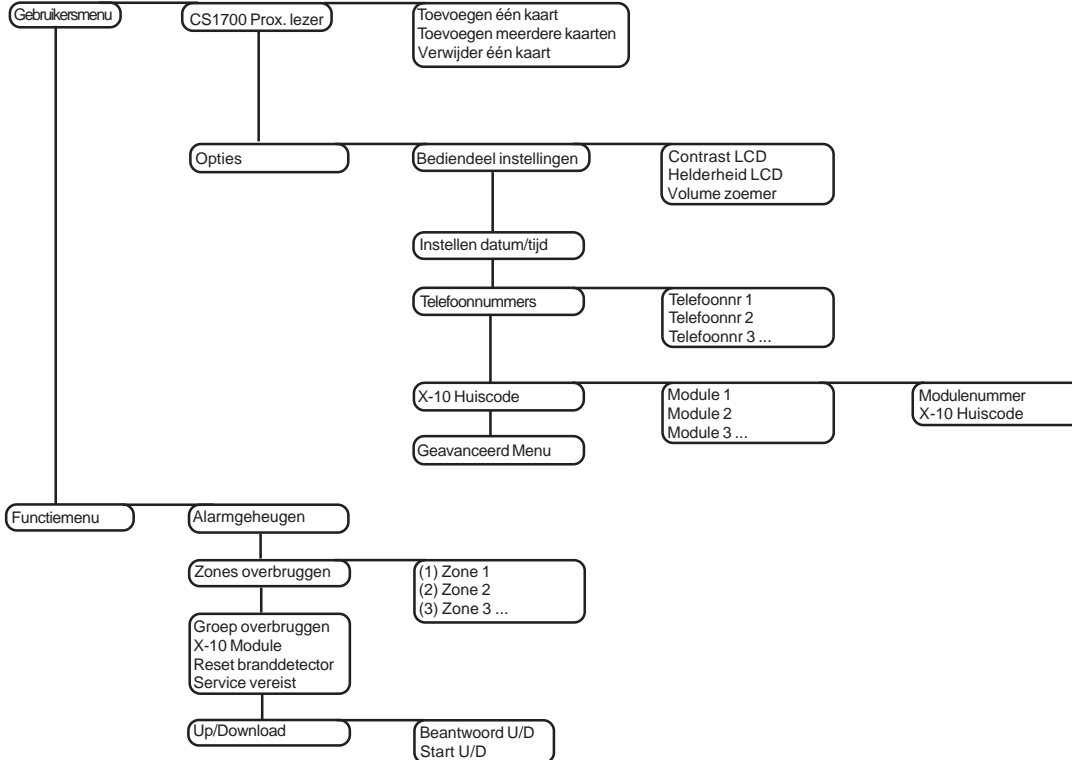 Gebruikersmenu
CS1700 Prox. lezer
Toevoegen één kaart
Toevoegen meerdere kaarten
Verwijder één kaart
Opties
Bediendeel instellingen
Contrast LCD
Helderheid LCD
Volume zoemer
Instellen datum/tijd
Telefoonnummers
Telefoonnr 1
Telefoonnr 2
Telefoonnr 3 ...
X-10 Huiscode
Module 1
Module 2
Module 3 ...
Modulenummer
X-10 Huiscode
Geavanceerd Menu
Functiemenu
Alarmgeheugen
Zones overbruggen
(1) Zone 1
(2) Zone 2
(3) Zone 3 ...
Groep overbruggen
X-10 Module
Reset branddetector
Service vereist
Up/Download
Beantwoord U/D
Start U/D